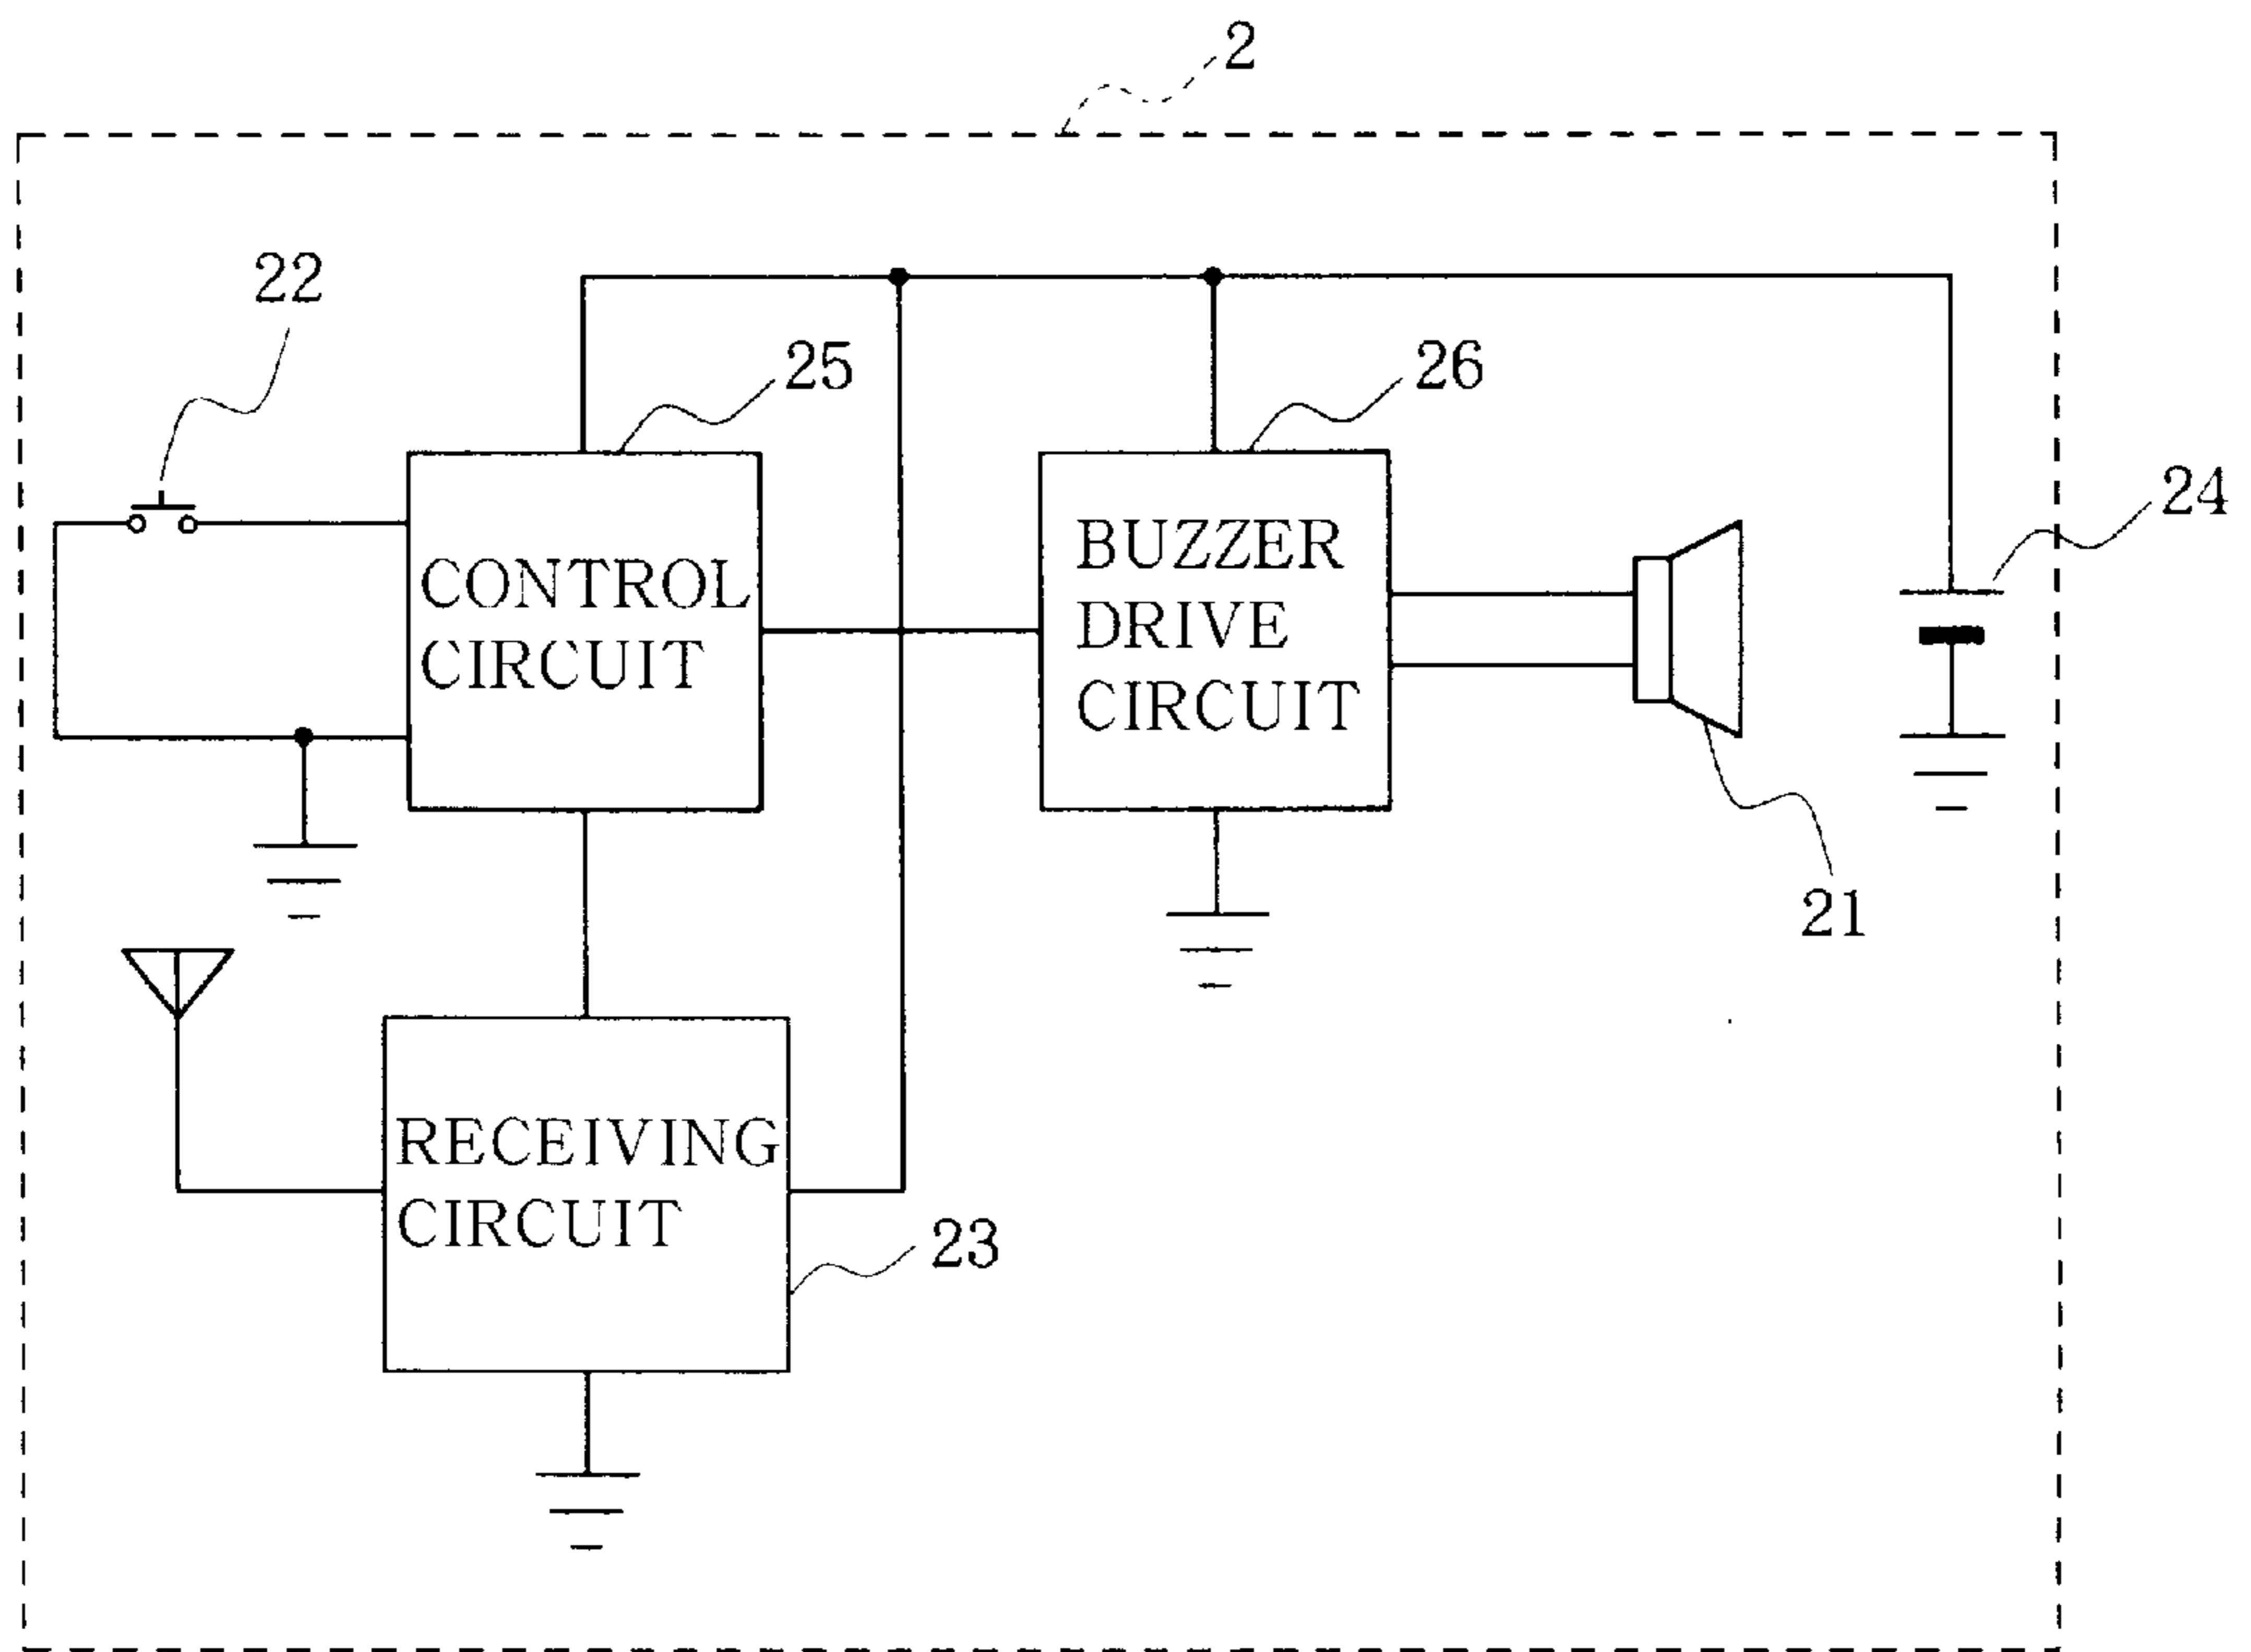 2
22
25
26
24
CONTROL
CIRCUIT
BUZZER
DRIVE
CIRCUIT
21
RECEIVING
CIRCUIT
23